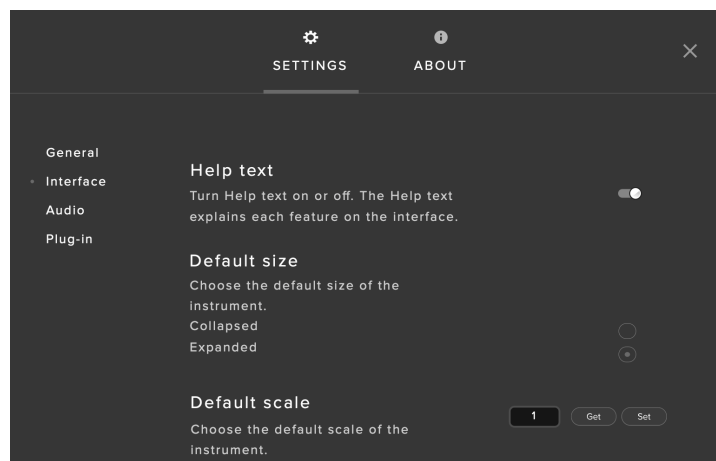 SETTINGS
ABOUT
General
Interface
Audio
Plug-in
Help text
Turn Help text on or off. The Help text
explains each feature on the interface.
Default size
Choose the default size of the
instrument.
Collapsed
Expanded
Default scale
1
Get
Set
Choose the default scale of the
instrument.